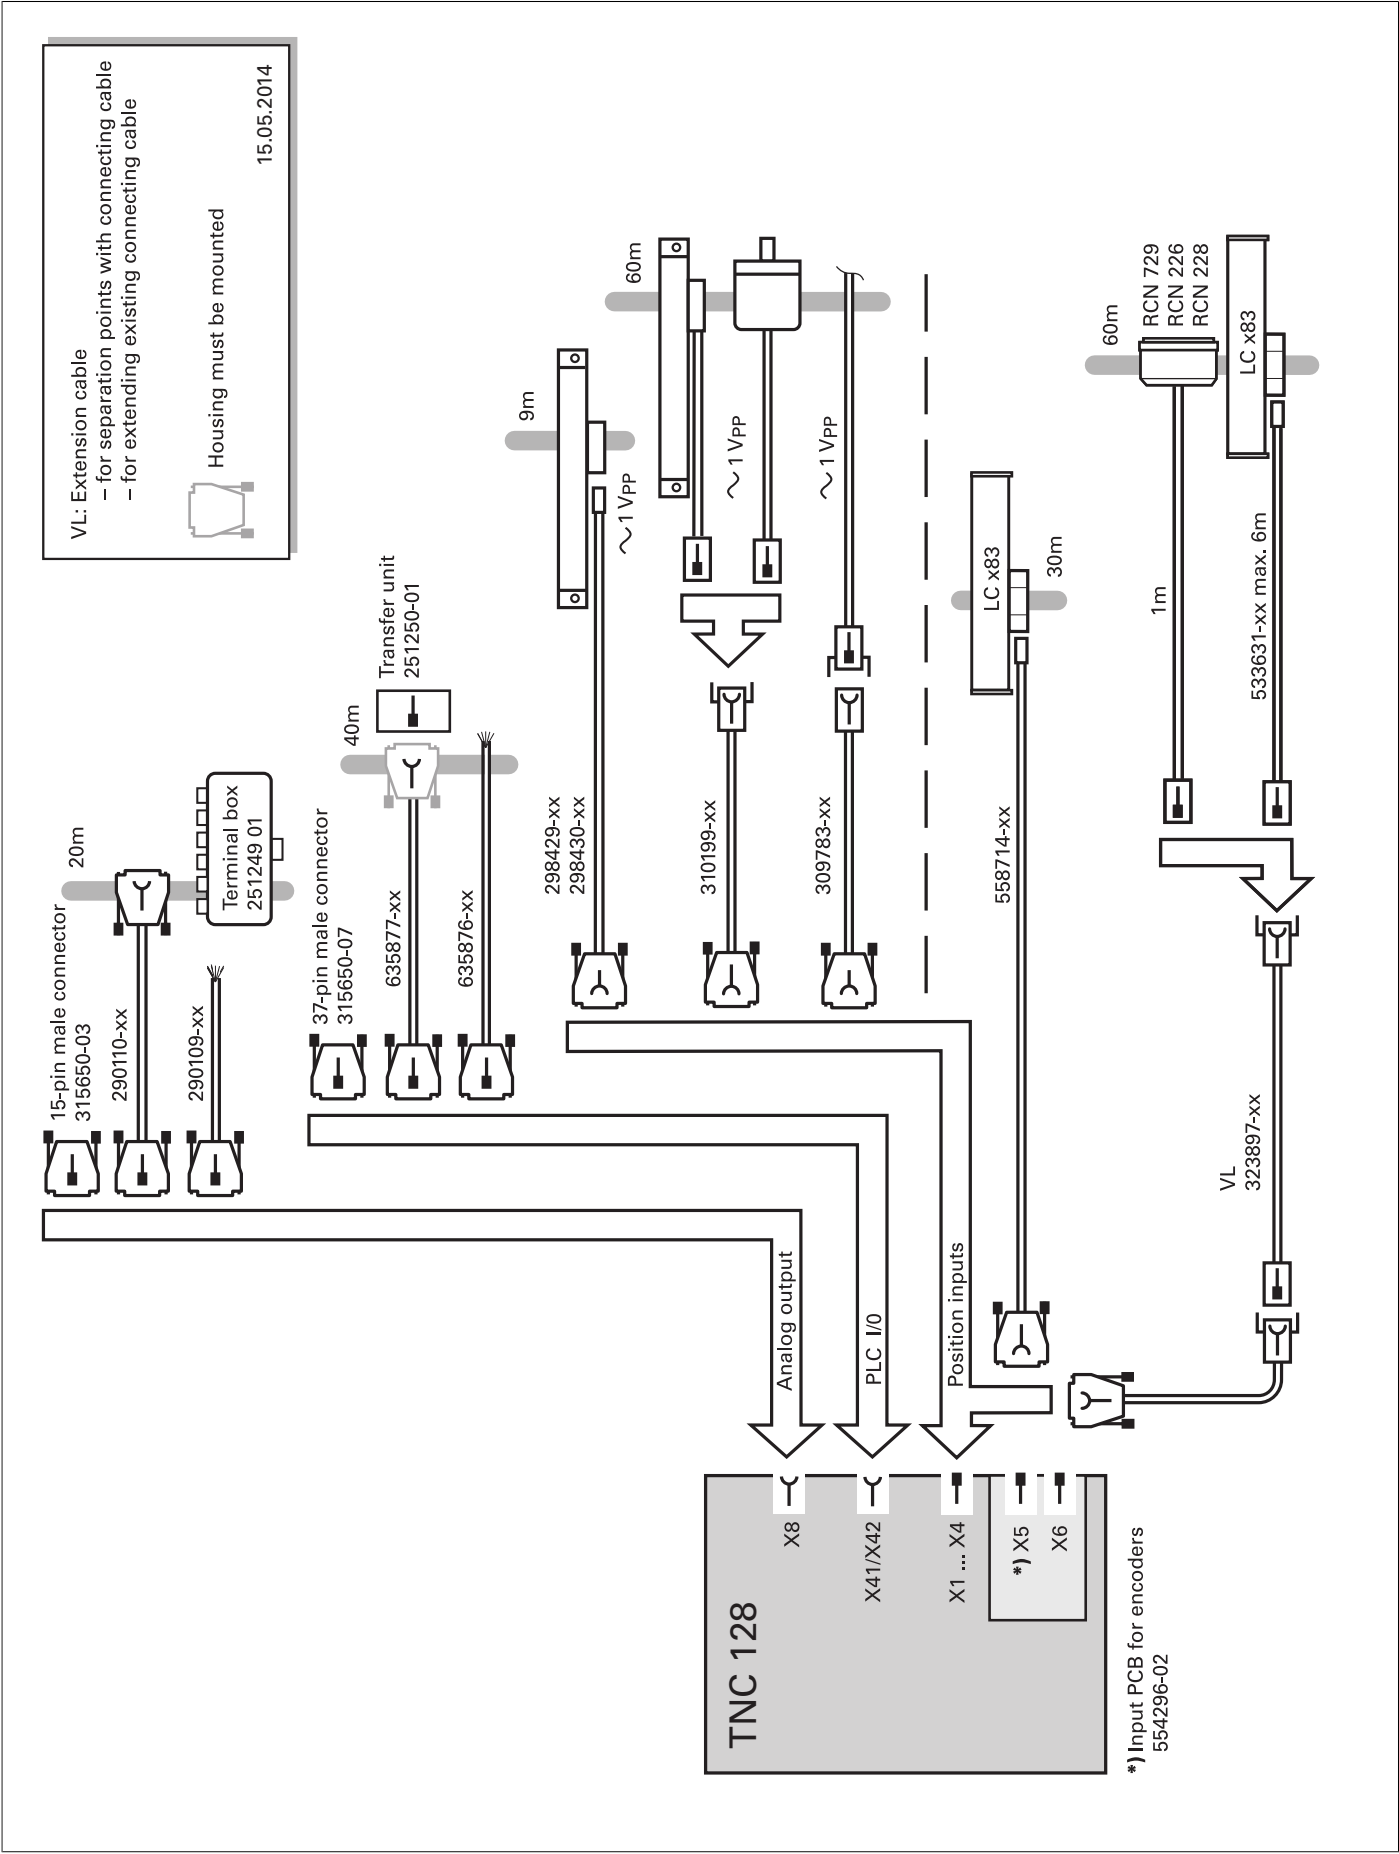 VL: Extension cable
– for separation points with connecting cable
– for extending existing connecting cable
Housing must be mounted
15.05.2014
15-pin male connector
315650-03
20m
290110-xx
290109-xx
Terminal box
251249 01
37-pin male connector
315650-07
40m
Transfer unit
251250-01
635877-xx
635876-xx
298429-xx
298430-xx
9m
~ 1 VPP
60m
310199-xx
~ 1 VPP
309783-xx
~ 1 VPP
558714-xx
LC x83
30m
60m
RCN 729
RCN 226
RCN 228
1m
LC x83
533631-xx max. 6m
VL
323897-xx
Analog output
PLC I/0
Position inputs
TNC 128
X8
X41/X42
X1 ... X4
*) X5
X6
*) Input PCB for encoders
554296-02